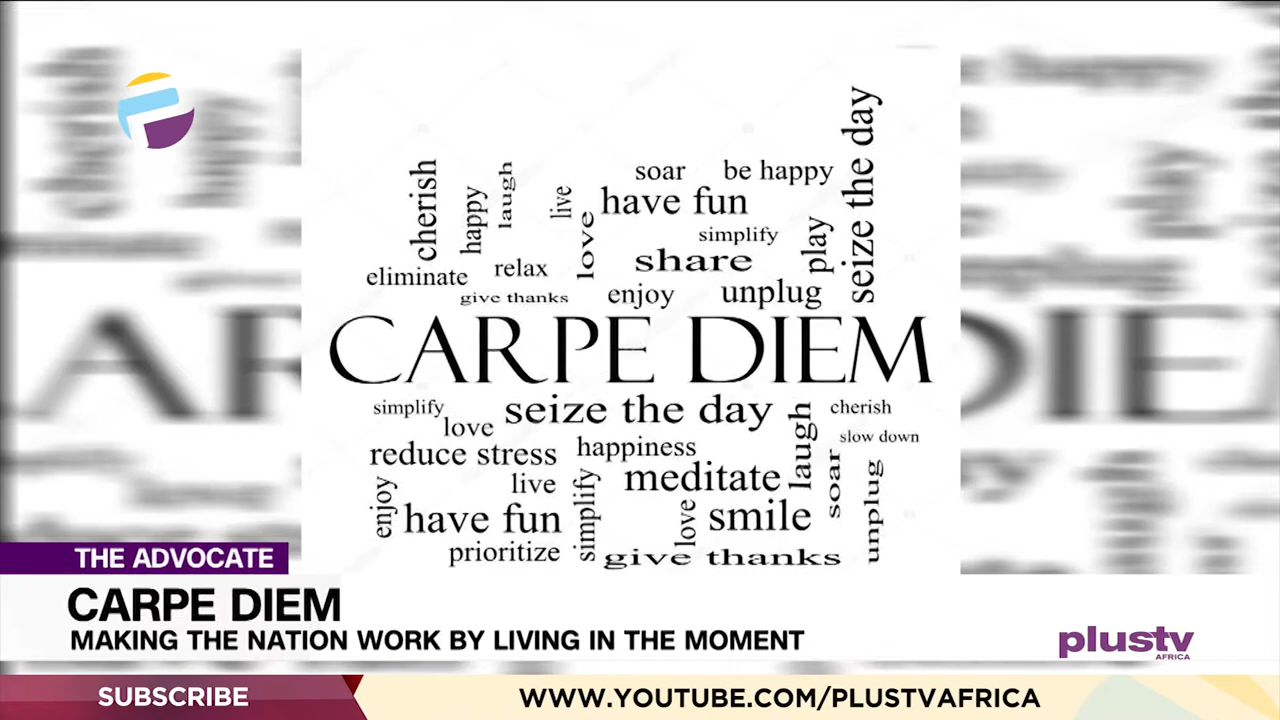 soar be happy
seize the day
cherish
happy
laugh
live
love
have fun
simplify
play
share
eliminate
relax
give thanks
enjoy
unplug
CARPE DIEM
simplify
love
seize the day
laugh
cherish
slow down
reduce stress
happiness
live
meditate
soar
unplug
enjoy
have fun
simplify
love
smile
prioritize
give thanks
THE ADVOCATE
CARPE DIEM
MAKING THE NATION WORK BY LIVING IN THE MOMENT
plustv
AFRICA
SUBSCRIBE
WWW.YOUTUBE.COM/PLUSTVAFRICA